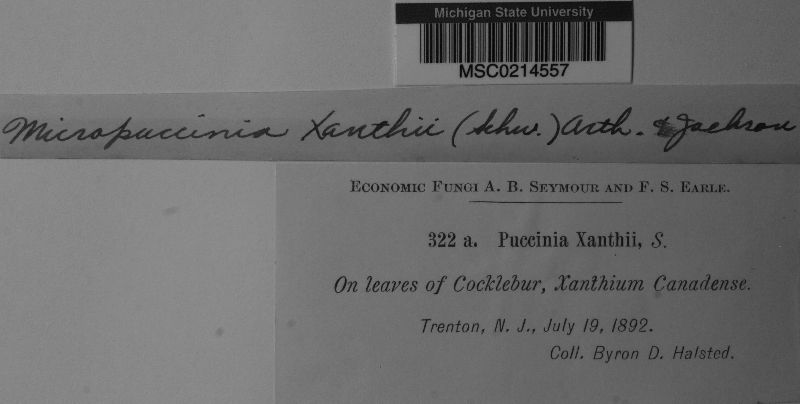 Michigan State University
MSC0214557
Micropuccinia Xanthii (Schw.) Arth. & Jackson
ECONOMIC FUNGI A. B. SEYMOUR AND F. S. EARLE.
322 a. Puccinia Xanthii, S.
On leaves of Cocklebur, Xanthium Canadense.
Trenton, N. J., July 19, 1892.
Coll. Byron D. Halsted.